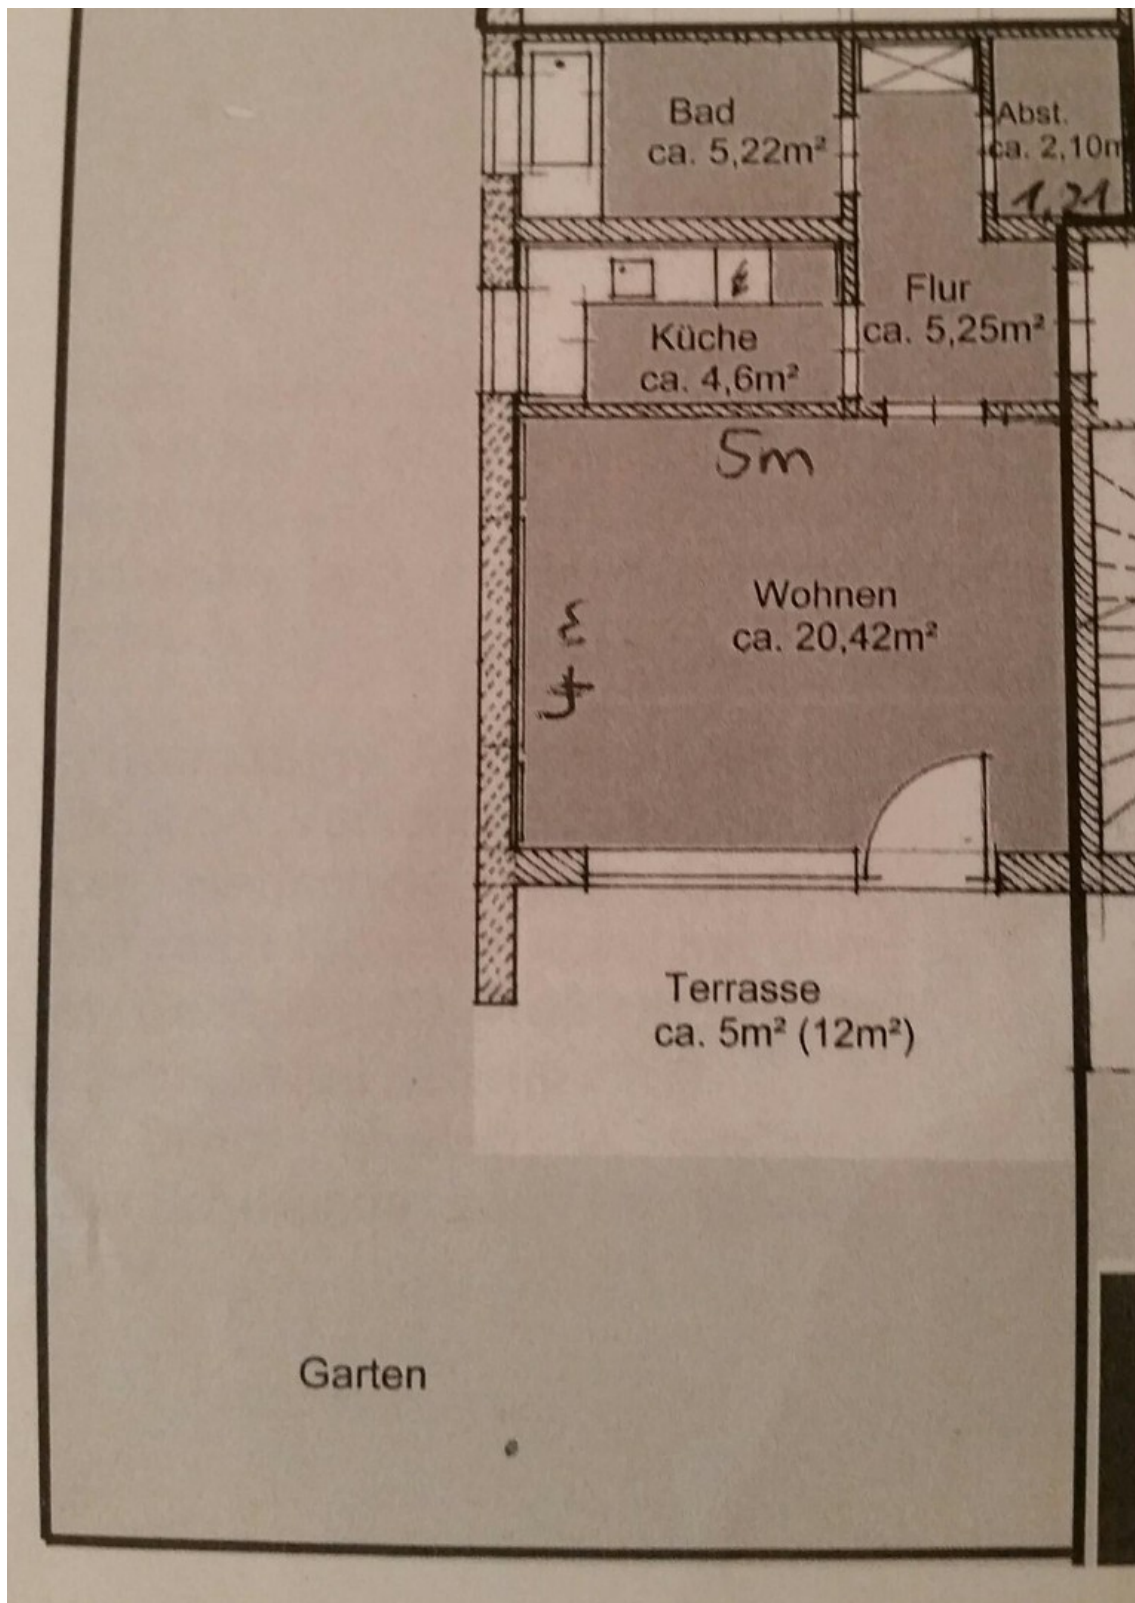 Bad
ca. 5,22m²
Abst.
ca. 2,10m
1,21
Flur
ca. 5,25m²
Küche
ca. 4,6m²
5m
Wohnen
ca. 20,42m²
4m
Terrasse
ca. 5m² (12m²)
Garten